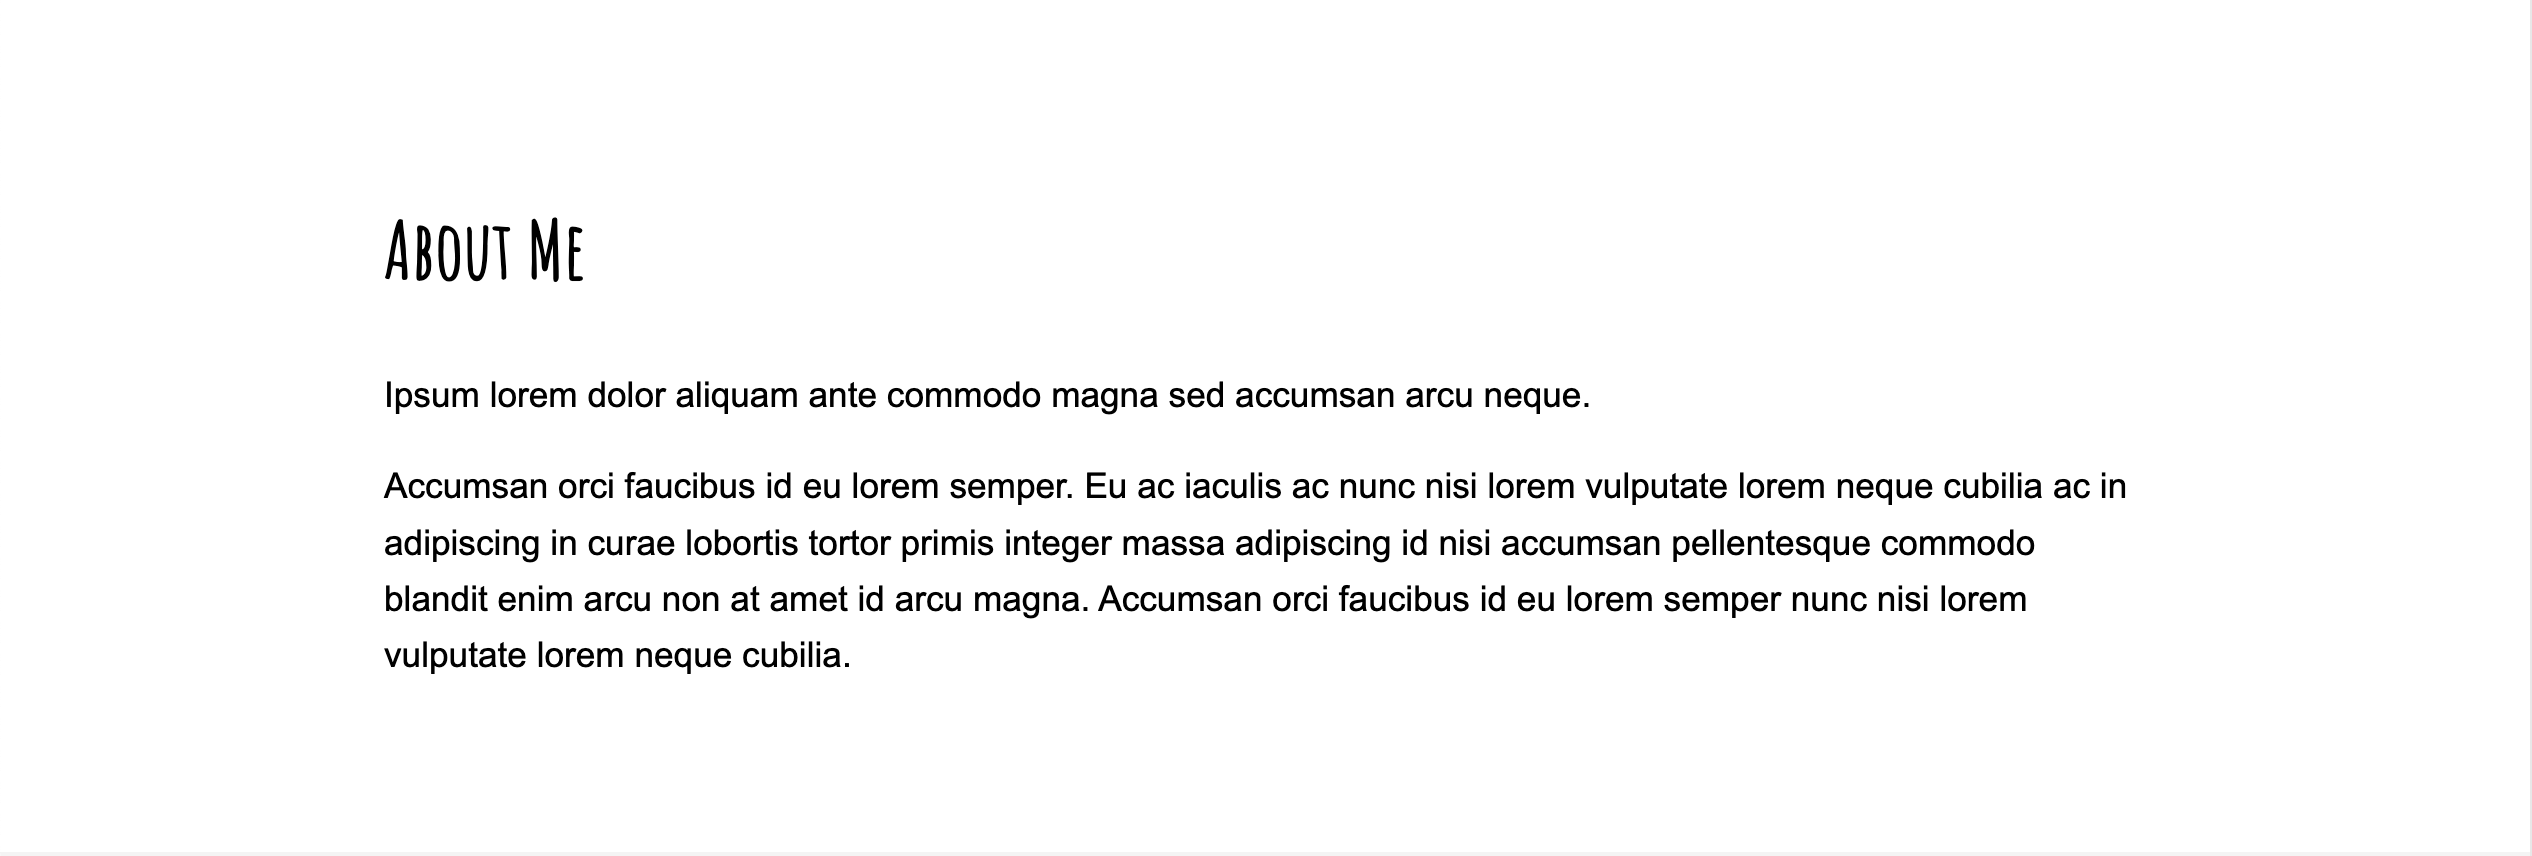 About Me
Ipsum lorem dolor aliquam ante commodo magna sed accumsan arcu neque.
Accumsan orci faucibus id eu lorem semper. Eu ac iaculis ac nunc nisi lorem vulputate lorem neque cubilia ac in
adipiscing in curae lobortis tortor primis integer massa adipiscing id nisi accumsan pellentesque commodo
blandit enim arcu non at amet id arcu magna. Accumsan orci faucibus id eu lorem semper nunc nisi lorem
vulputate lorem neque cubilia.